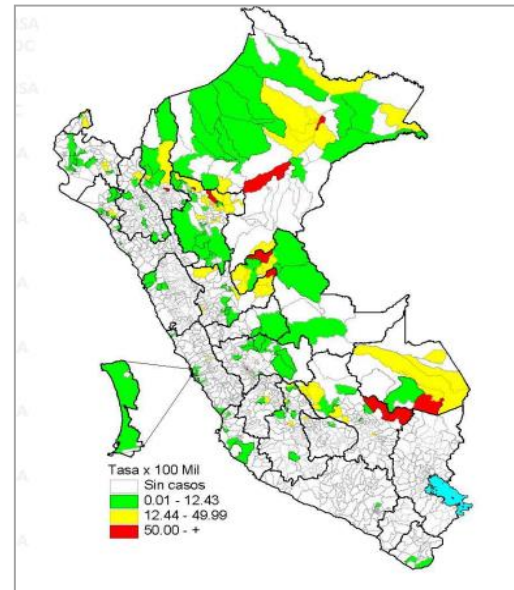 Tasa x 100 Mil
Sin casos
0.01 - 12.43
12.44 - 49.99
50.00 - +